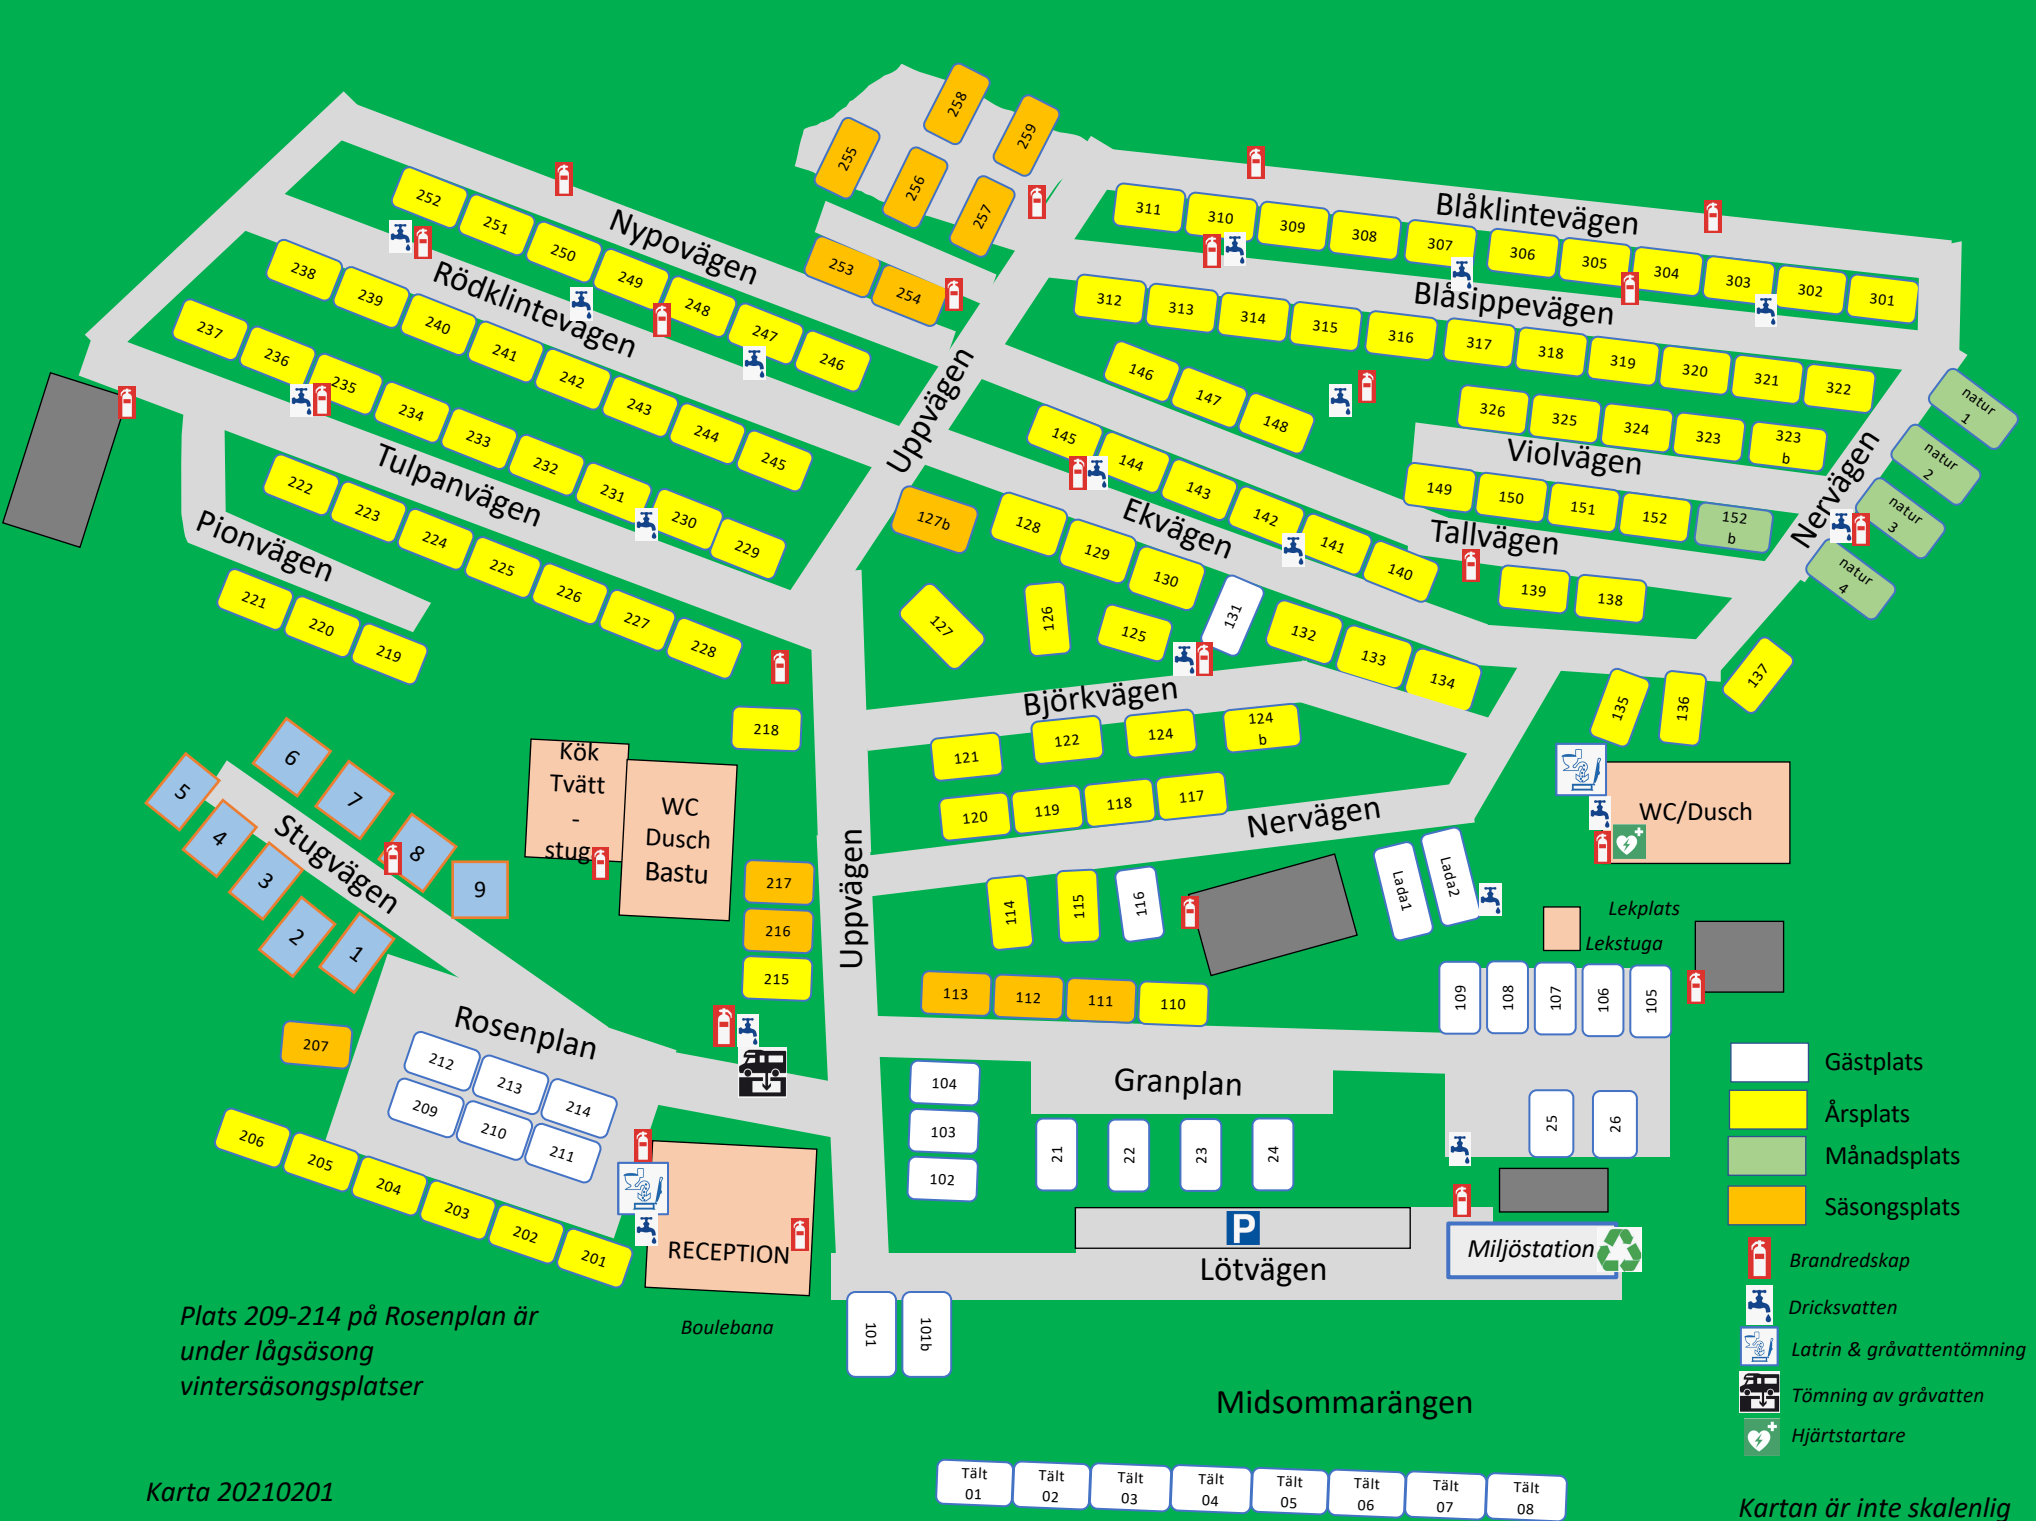 258
259
255
256
257
252
251
250
249
248
247
246
Nypovägen
253
254
311
310
309
308
307
306
305
304
303
302
301
Blåklintevägen
238
239
240
241
242
243
244
245
Rödklintevägen
Blåsippevägen
312
313
314
315
316
317
318
319
320
321
322
237
236
235
234
233
232
231
230
229
Uppvägen
146
147
148
326
325
324
323
323
b
natur
1
natur
2
natur
3
natur
4
Tulpanvägen
145
144
143
142
141
140
Violvägen
149
150
151
152
152
b
Nervägen
222
223
224
225
226
227
228
Pionvägen
127b
128
129
130
131
132
133
134
Ekvägen
Tallvägen
139
138
221
220
219
127
126
125
135
136
137
Björkvägen
218
121
122
124
124
b
6
5
7
4
8
3
9
2
1
Stugvägen
Kök
Tvätt
-
stuga
WC
Dusch
Bastu
120
119
118
117
Nervägen
WC/Dusch
Uppvägen
217
216
215
114
115
116
Lada1
Lada2
Lekplats
Lekstuga
113
112
111
110
109
108
107
106
105
Rosenplan
207
212
213
214
209
210
211
104
103
102
Granplan
21
22
23
24
25
26
206
205
204
203
202
201
RECEPTION
P
Miljöstation
Lötvägen
Gästplats
Årsplats
Månadsplats
Säsongsplats
Brandredskap
Dricksvatten
Latrin & gråvattentömning
Tömning av gråvatten
Hjärtstartare
Plats 209-214 på Rosenplan är
under lågsäsong
vintersäsongsplatser
Boulebana
101
101b
Midsommarängen
Tält
01
Tält
02
Tält
03
Tält
04
Tält
05
Tält
06
Tält
07
Tält
08
Karta 20210201
Kartan är inte skalenlig